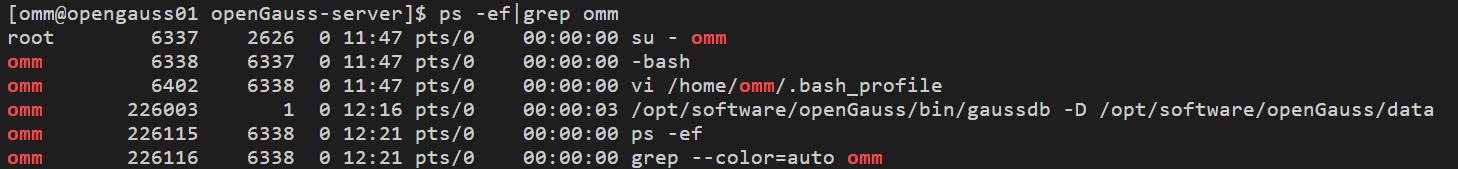 [omm@opengauss01 openGauss-server]$ ps -ef|grep omm
root 6337 2626 0 11:47 pts/0 00:00:00 su - omm
omm 6338 6337 0 11:47 pts/0 00:00:00 -bash
omm 6402 6338 0 11:47 pts/0 00:00:00 vi /home/omm/.bash_profile
omm 226003 1 0 12:16 pts/0 00:00:03 /opt/software/openGauss/bin/gaussdb -D /opt/software/openGauss/data
omm 226115 6338 0 12:21 pts/0 00:00:00 ps -ef
omm 226116 6338 0 12:21 pts/0 00:00:00 grep --color=auto omm